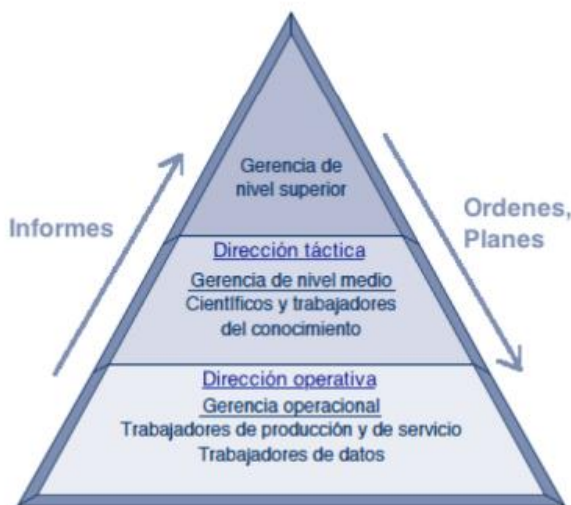 Gerencia de
nivel superior
Informes
Ordenes,
Planes
Dirección táctica
Gerencia de nivel medio
Científicos y trabajadores
del conocimiento
Dirección operativa
Gerencia operacional
Trabajadores de producción y de servicio
Trabajadores de datos